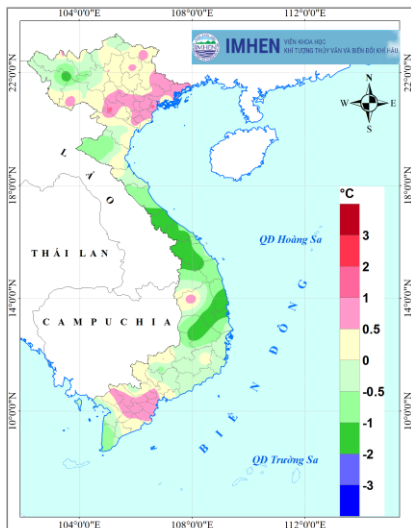 104°0'0"E 108°0'0"E 112°0'0"E
IMHEN
VIỆN KHOA HỌC
KHÍ TƯỢNG THỦY VĂN VÀ BIẾN ĐỔI KHÍ HẬU
22°0'0"N
N
W E
S
LÀO
18°0'0"N
°C
3
2
1
0.5
0
-0.5
-1
-2
-3
QĐ Hoàng Sa
THÁI LAN
14°0'0"N
CAMPUCHIA
BIỂN ĐÔNG
10°0'0"N
QĐ Trường Sa
104°0'0"E 108°0'0"E 112°0'0"E